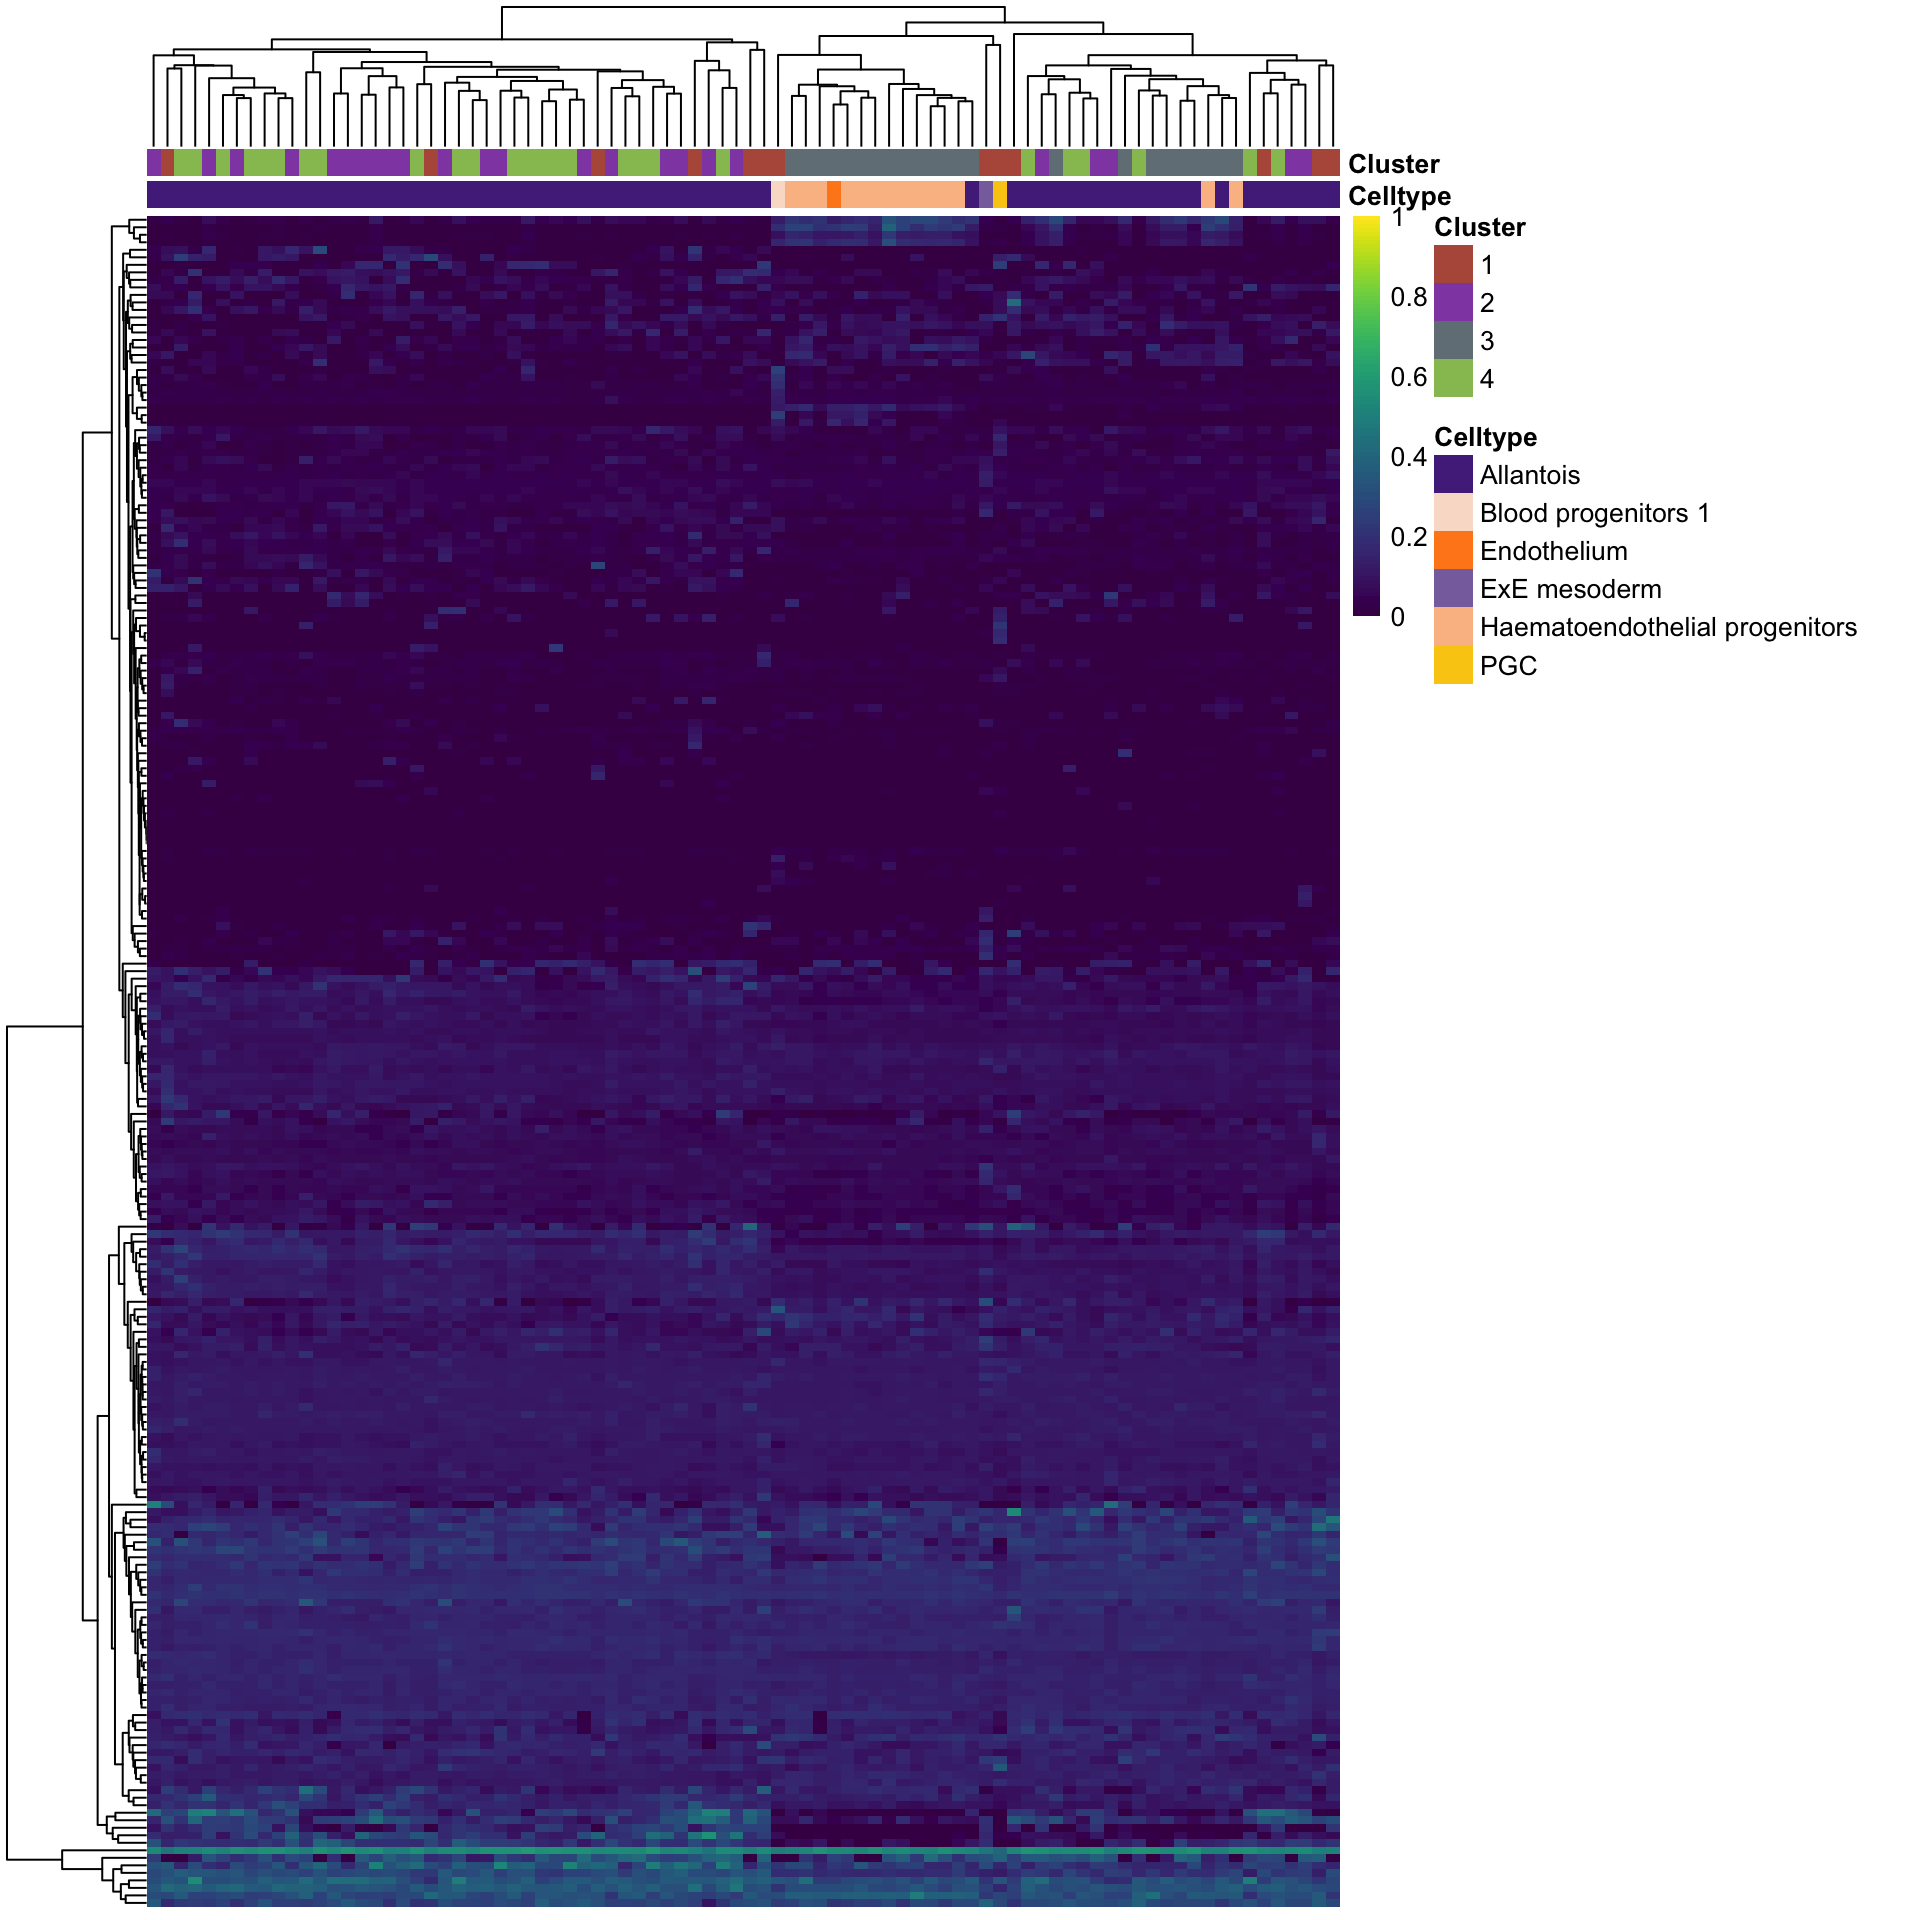 Cluster
Celltype
1
0.8
0.6
0.4
0.2
0
Cluster
1
2
3
4
Celltype
Allantois
Blood progenitors 1
Endothelium
ExE mesoderm
Haematoendothelial progenitors
PGC